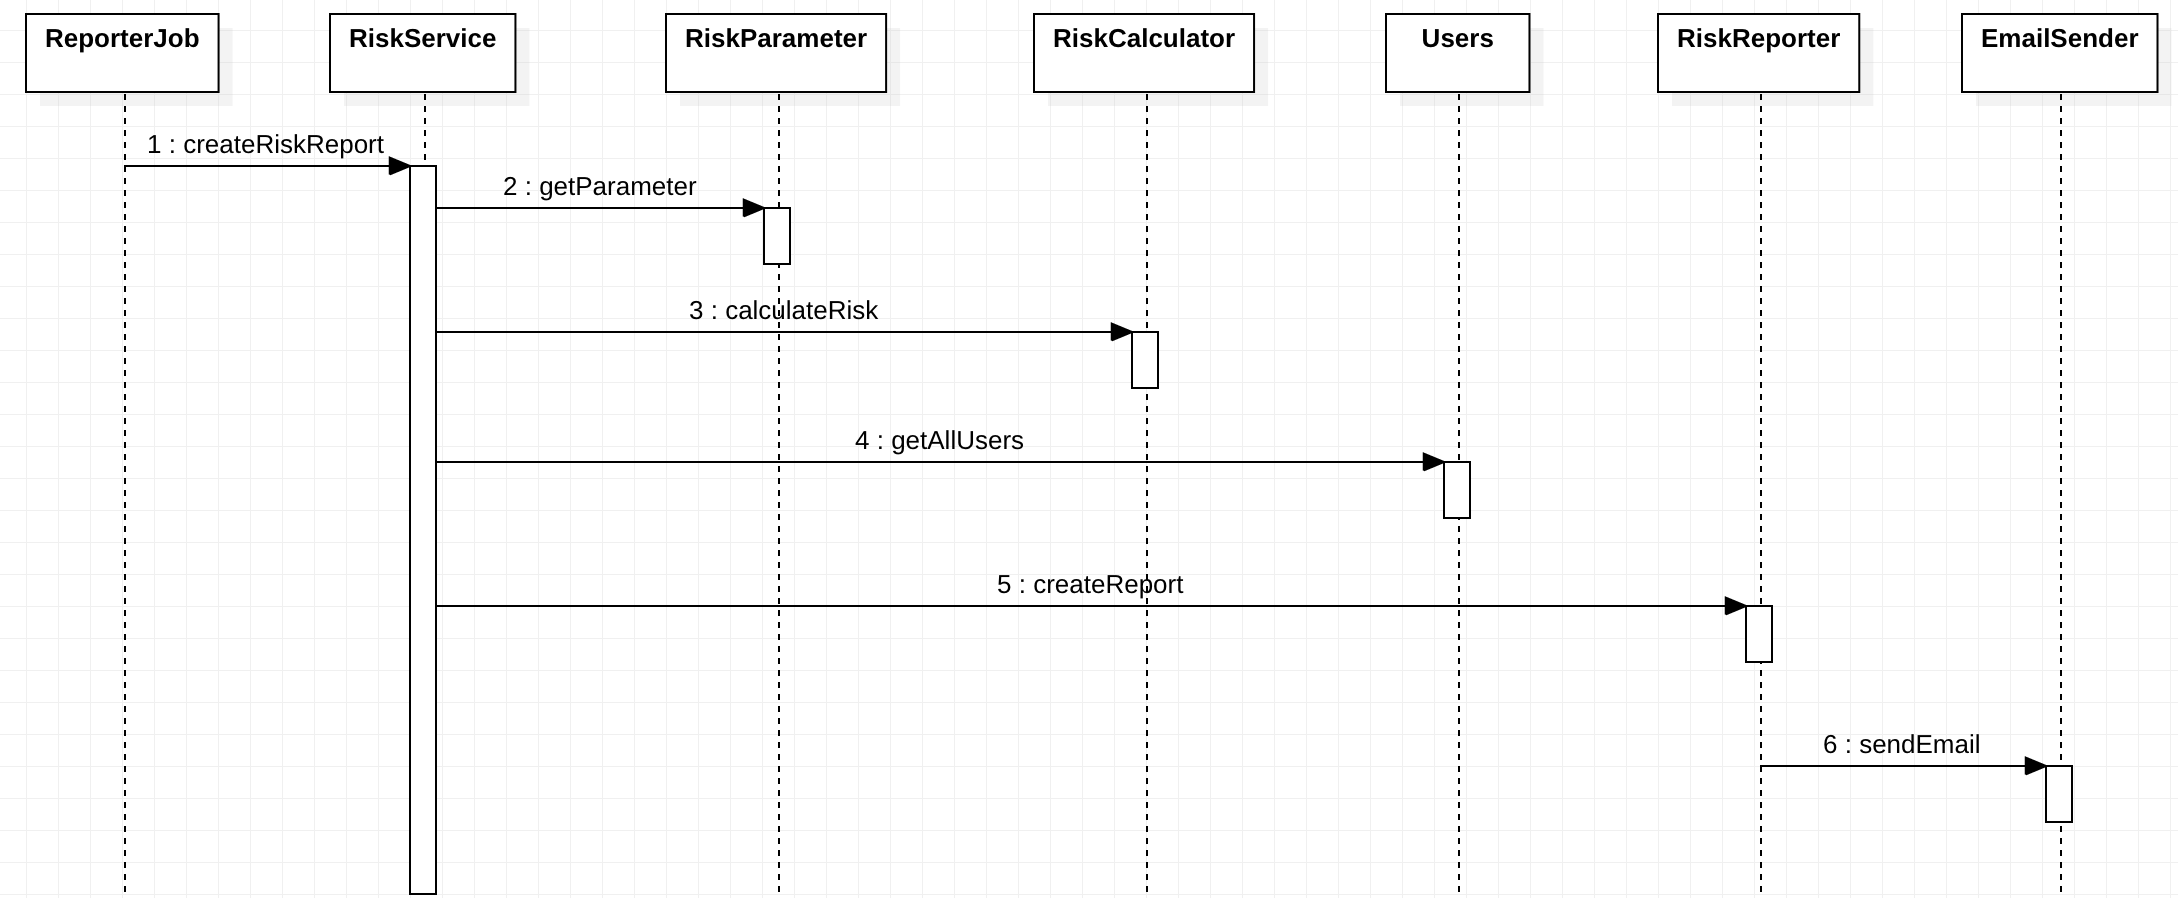 ReporterJob
RiskService
RiskParameter
RiskCalculator
Users
RiskReporter
EmailSender
1 : createRiskReport
2 : getParameter
3 : calculateRisk
4 : getAllUsers
5 : createReport
6 : sendEmail